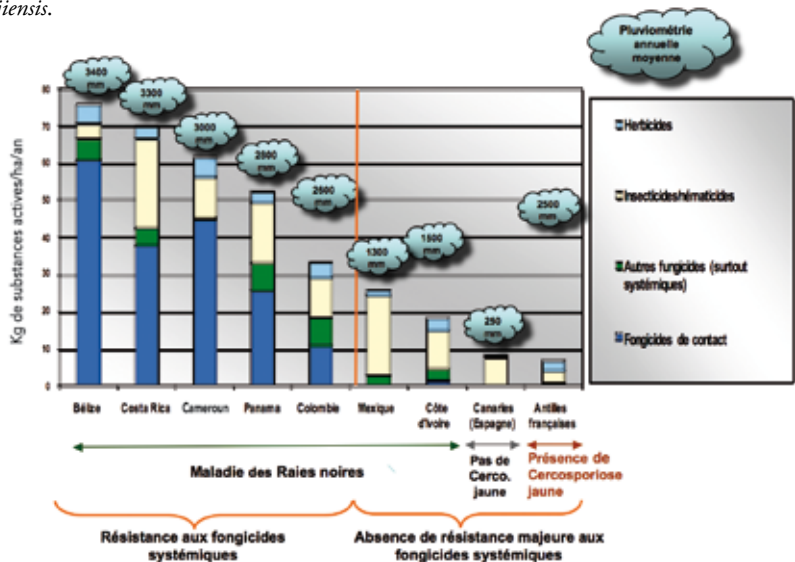 jiensis.
Pluviométrie
annuelle
moyenne
3400
mm
3300
mm
3000
mm
2500
mm
2600
mm
1300
mm
1500
mm
250
mm
2500
mm
Kg de substances actives/ha/an
80
70
60
50
40
30
20
10
0
Herbicides
Insecticides/hématicides
Autres fungicides (surtout
systémiques)
Fongicides de contact
Bélize
Costa Rica
Cameroun
Panama
Colombie
Mexique
Côte
d'Ivoire
Canaries
(Espagne)
Antilles
françaises
Maladie des Raies noires
Pas de
Cerco.
jaune
Présence de
Cercosporiose
jaune
Résistance aux fongicides
systémiques
Absence de résistance majeure aux
fongicides systémiques